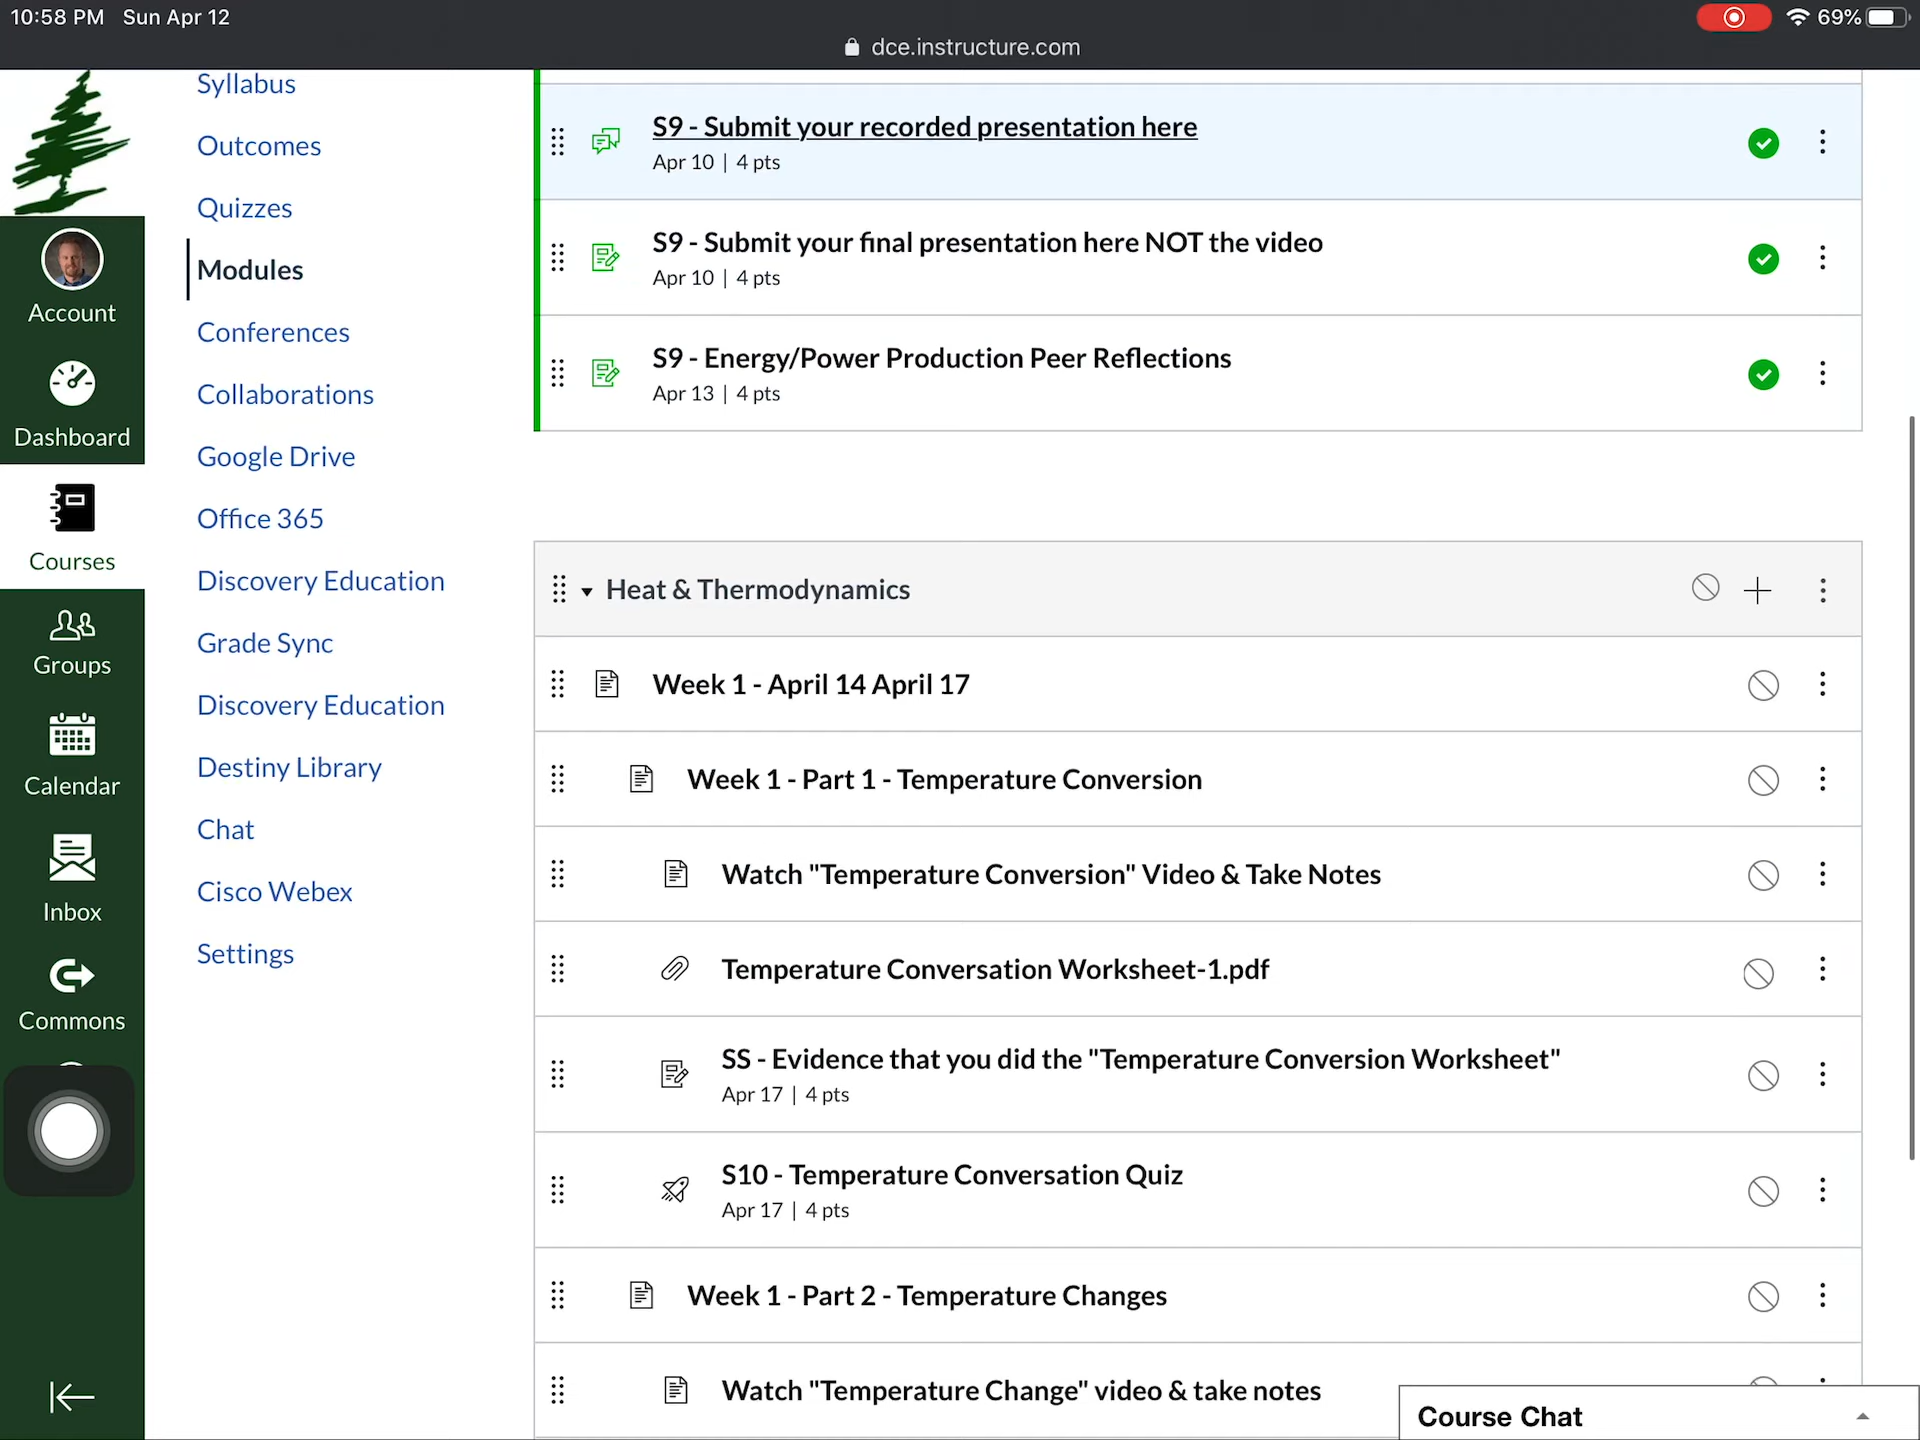 10:58 PM Sun Apr 12
69%
dce.instructure.com
Syllabus
Outcomes
Quizzes
Modules
Conferences
Collaborations
Google Drive
Office 365
Discovery Education
Grade Sync
Discovery Education
Destiny Library
Chat
Cisco Webex
Settings
Account
Dashboard
Courses
Groups
Calendar
Inbox
Commons
S9 - Submit your recorded presentation here
Apr 10 | 4 pts
S9 - Submit your final presentation here NOT the video
Apr 10 | 4 pts
S9 - Energy/Power Production Peer Reflections
Apr 13 | 4 pts
Heat & Thermodynamics
Week 1 - April 14 April 17
Week 1 - Part 1 - Temperature Conversion
Watch "Temperature Conversion" Video & Take Notes
Temperature Conversation Worksheet-1.pdf
SS - Evidence that you did the "Temperature Conversion Worksheet"
Apr 17 | 4 pts
S10 - Temperature Conversation Quiz
Apr 17 | 4 pts
Week 1 - Part 2 - Temperature Changes
Watch "Temperature Change" video & take notes
Course Chat